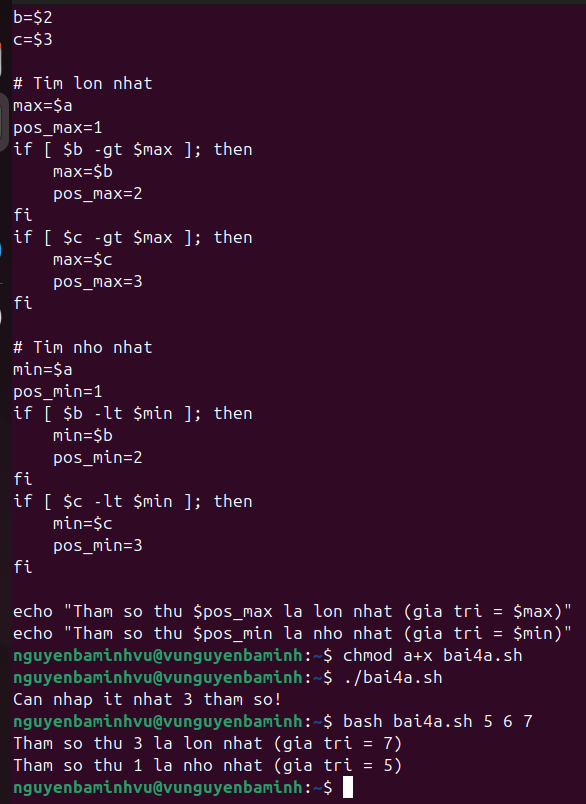 b=$2
c=$3

# Tim lon nhat
max=$a
pos_max=1
if [ $b -gt $max ]; then
    max=$b
    pos_max=2
fi
if [ $c -gt $max ]; then
    max=$c
    pos_max=3
fi

# Tim nho nhat
min=$a
pos_min=1
if [ $b -lt $min ]; then
    min=$b
    pos_min=2
fi
if [ $c -lt $min ]; then
    min=$c
    pos_min=3
fi

echo "Tham so thu $pos_max la lon nhat (gia tri = $max)"
echo "Tham so thu $pos_min la nho nhat (gia tri = $min)"
nguyenbaminhvu@vunguyenbaminh:~$ chmod a+x bai4a.sh
nguyenbaminhvu@vunguyenbaminh:~$ ./bai4a.sh
Can nhap it nhat 3 tham so!
nguyenbaminhvu@vunguyenbaminh:~$ bash bai4a.sh 5 6 7
Tham so thu 3 la lon nhat (gia tri = 7)
Tham so thu 1 la nho nhat (gia tri = 5)
nguyenbaminhvu@vunguyenbaminh:~$